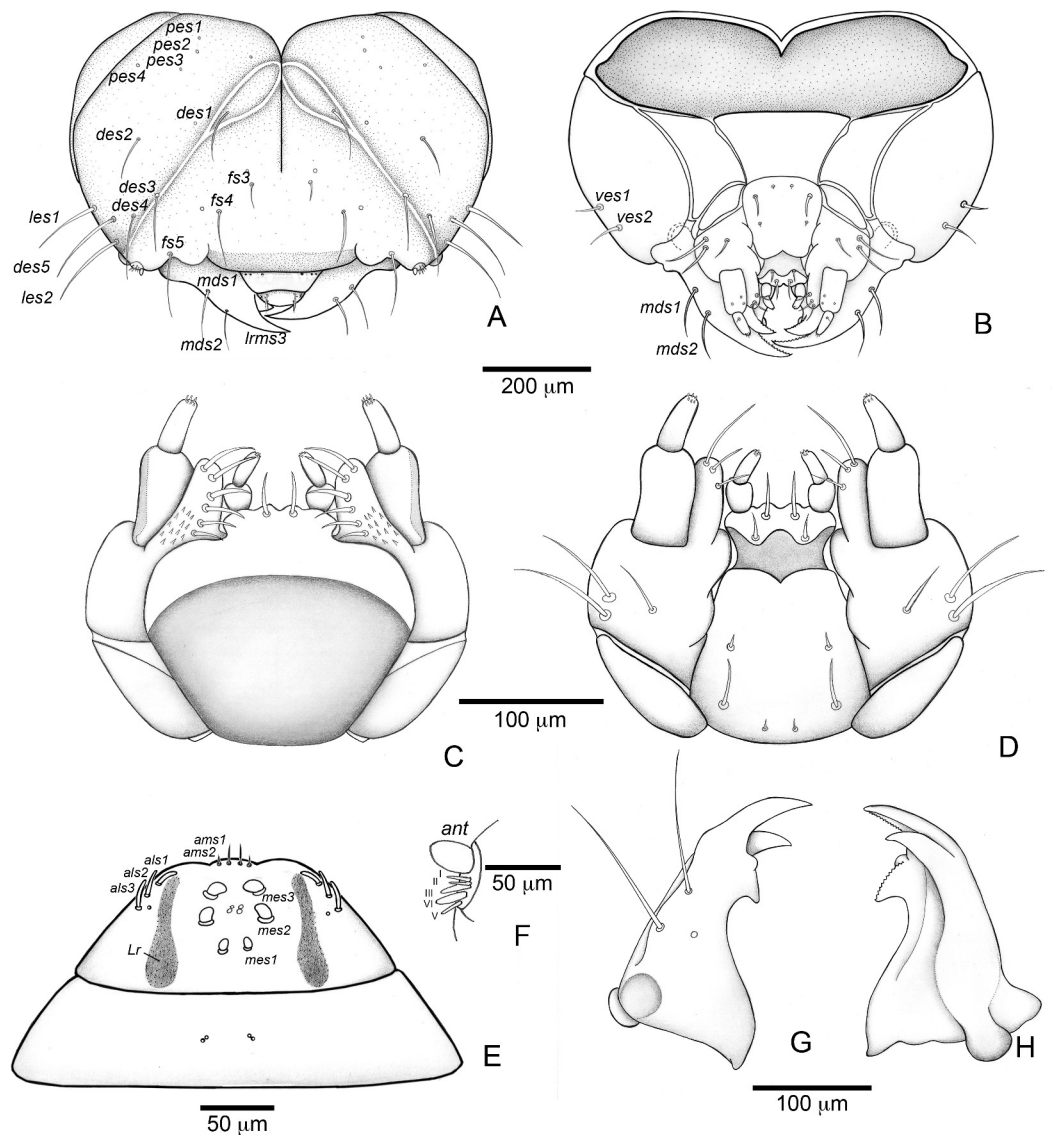 pes1
pes2
pes3
pes4
des1
des2
des3
des4
fs3
fs4
les1
des5
les2
fs5
mds1
mds2
lrms3
A
ves1
ves2
mds1
mds2
B
200 μm
C
100 μm
D
ams1
ams2
als1
als2
als3
mes3
mes2
mes1
Lr
E
50 μm
ant
I
II
III
VI
V
50 μm
F
G
H
100 μm